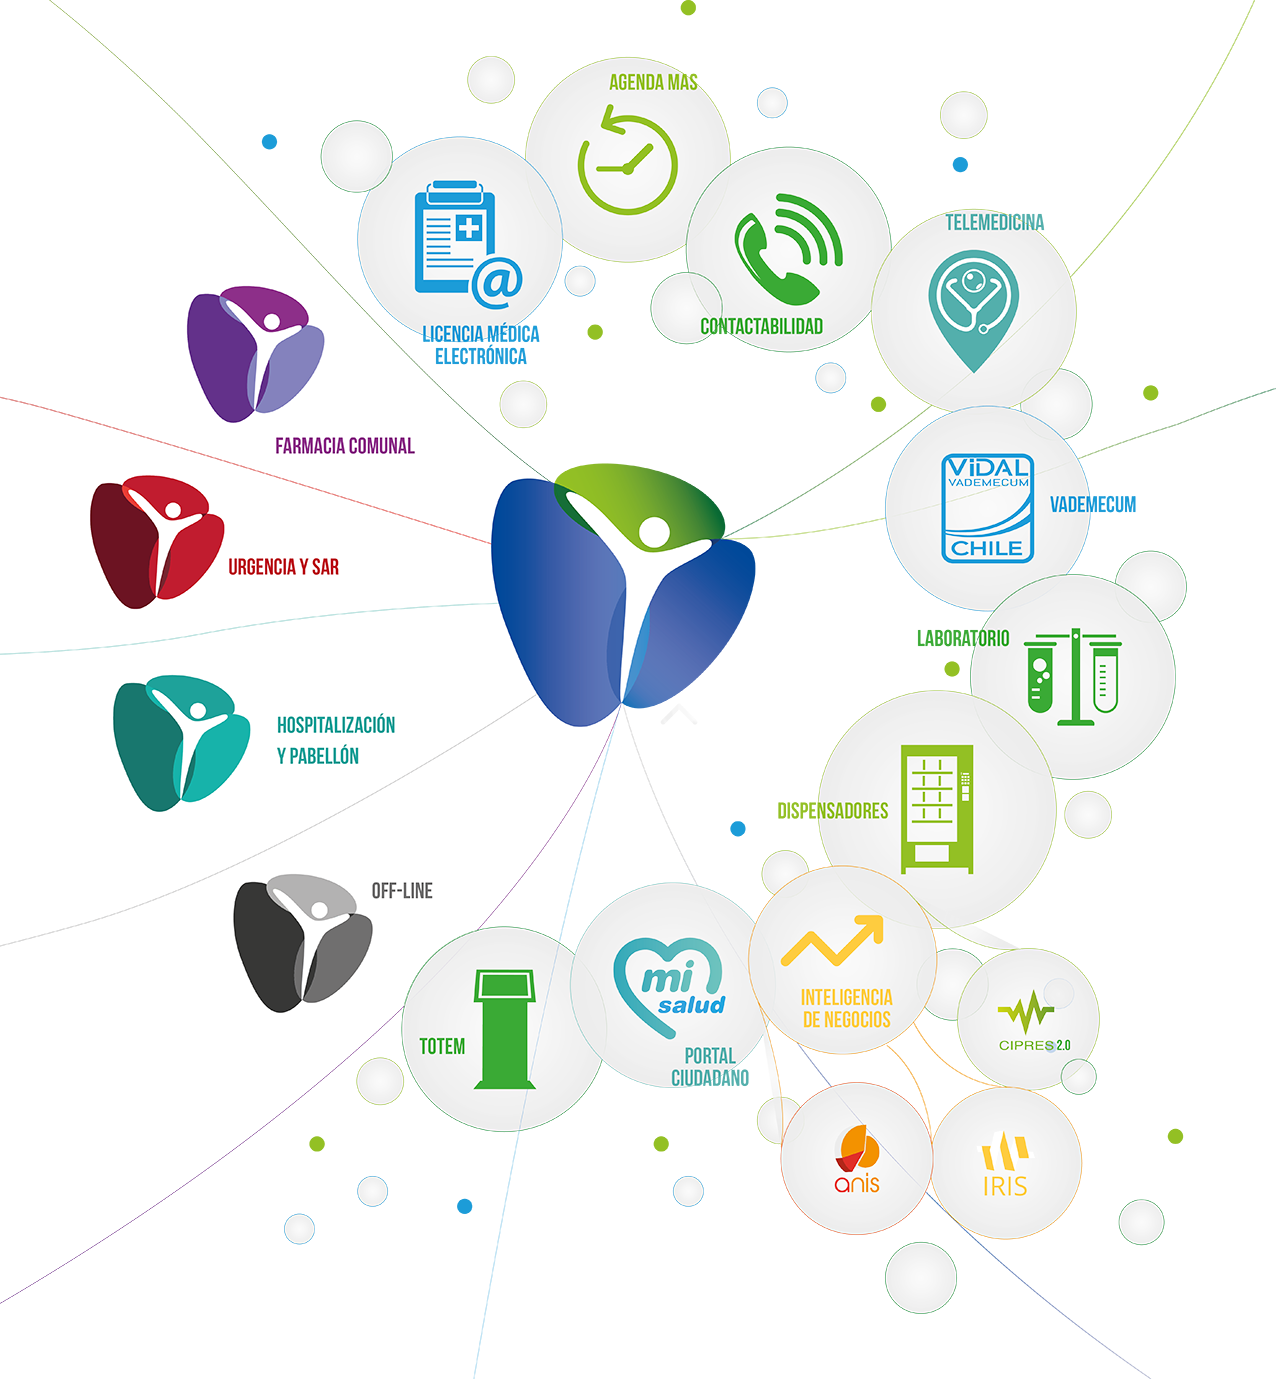 AGENDA MAS
LICENCIA MÉDICA
ELECTRÓNICA
@
CONTACTABILIDAD
TELEMEDICINA
FARMACIA COMUNAL
ViDAL
VADEMECUM
CHILE
VADEMECUM
URGENCIA Y SAR
LABORATORIO
HOSPITALIZACIÓN
Y PABELLÓN
DISPENSADORES
OFF-LINE
TOTEM
mi
salud
PORTAL
CIUDADANO
INTELIGENCIA
DE NEGOCIOS
CIPRES 2.0
anis
IRIS